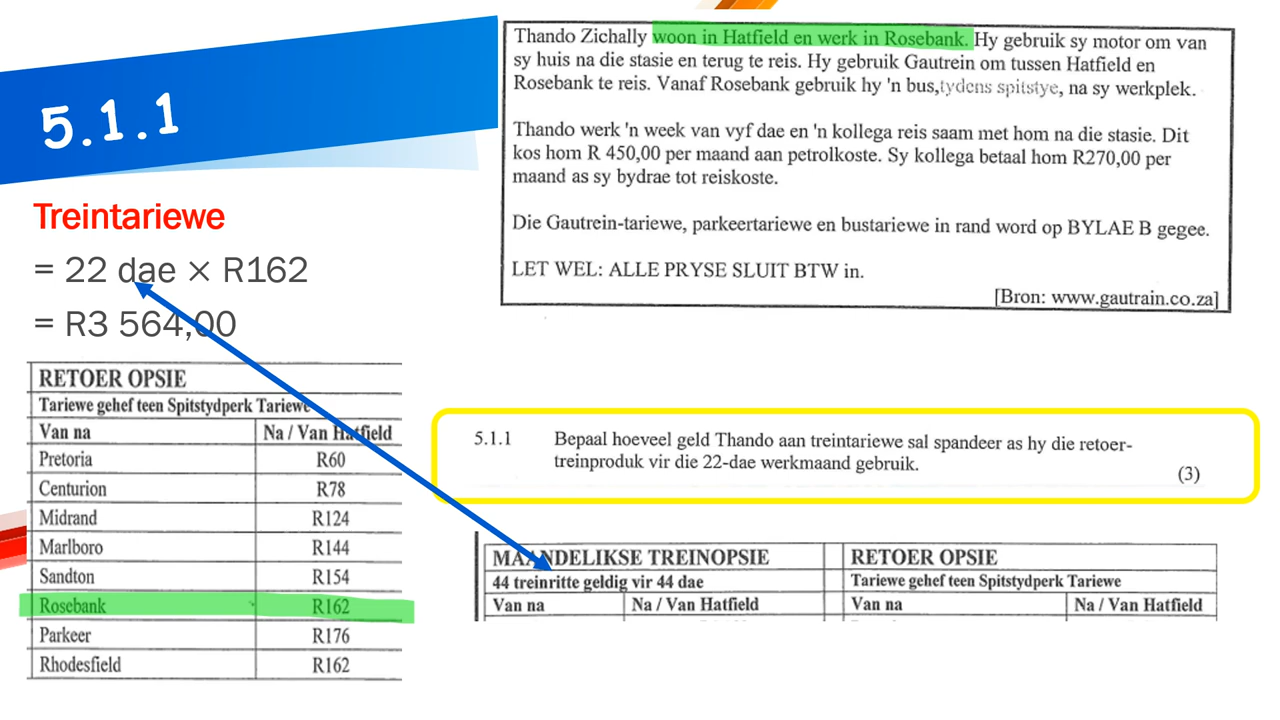 5.1.1
Treintariewe
= 22 dae × R162
= R3 564,00
RETOER OPSIE
Tariewe gehef teen Spitstydperk Tariewe
Van na Na / Van Hatfield
Pretoria R60
Centurion R78
Midrand R124
Marlboro R144
Sandton R154
Rosebank R162
Parkeer R176
Rhodesfield R162
Thando Zichally woon in Hatfield en werk in Rosebank. Hy gebruik sy motor om van
sy huis na die stasie en terug te reis. Hy gebruik Gautrein om tussen Hatfield en
Rosebank te reis. Vanaf Rosebank gebruik hy 'n bus,tydens spitstye, na sy werkplek.
Thando werk 'n week van vyf dae en 'n kollega reis saam met hom na die stasie. Dit
kos hom R 450,00 per maand aan petrolkoste. Sy kollega betaal hom R270,00 per
maand as sy bydrae tot reiskoste.
Die Gautrein-tariewe, parkeertariewe en bustariewe in rand word op BYLAE B gegee.
LET WEL: ALLE PRYSE SLUIT BTW in.
[Bron: www.gautrain.co.za]
5.1.1 Bepaal hoeveel geld Thando aan treintariewe sal spandeer as hy die retoer-
treinproduk vir die 22-dae werkmaand gebruik.
(3)
MAANDELIKSE TREINOPSIE RETOER OPSIE
44 treinritte geldig vir 44 dae Tariewe gehef teen Spitstydperk Tariewe
Van na Na / Van Hatfield Van na Na / Van Hatfield